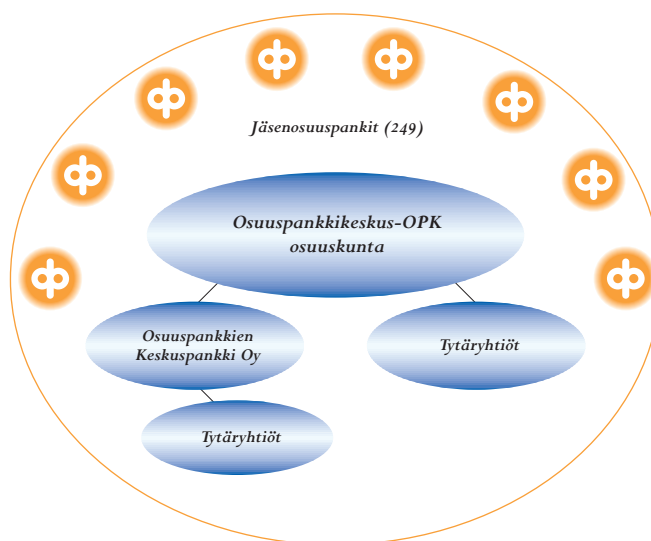 Jäsenosuuspankit (249)
Osuuspankkikeskus-OPK
osuuskunta
Osuuspankkien
Keskuspankki Oy
Tytäryhtiöt
Tytäryhtiöt